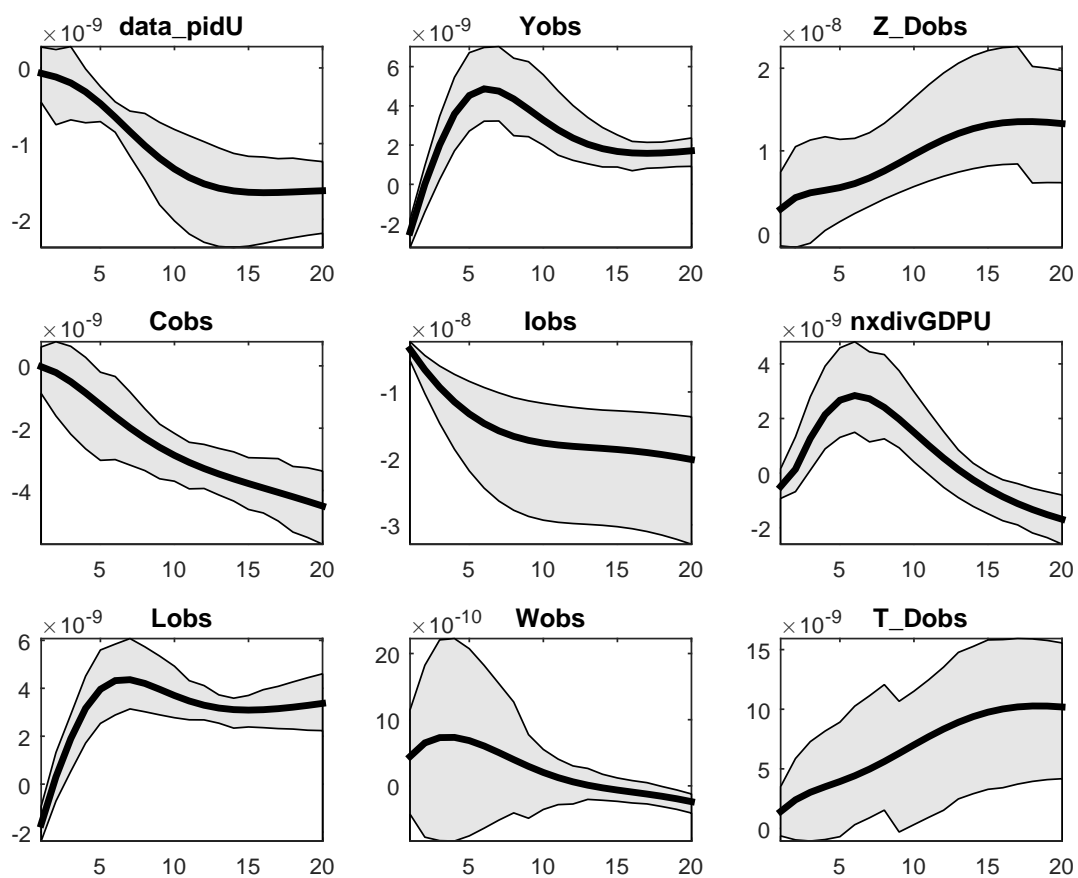 ×10⁻⁹ data_pidU
0
-1
-2
5 10 15 20
×10⁻⁹ Yobs
6
4
2
0
-2
5 10 15 20
×10⁻⁸ Z_Dobs
2
1
0
5 10 15 20
×10⁻⁹ Cobs
0
-2
-4
5 10 15 20
×10⁻⁸ Iobs
-1
-2
-3
5 10 15 20
×10⁻⁹ nxdivGDPU
4
2
0
-2
5 10 15 20
×10⁻⁹ Lobs
6
4
2
0
-2
5 10 15 20
×10⁻¹⁰ Wobs
20
10
0
5 10 15 20
×10⁻⁹ T_Dobs
15
10
5
0
5 10 15 20